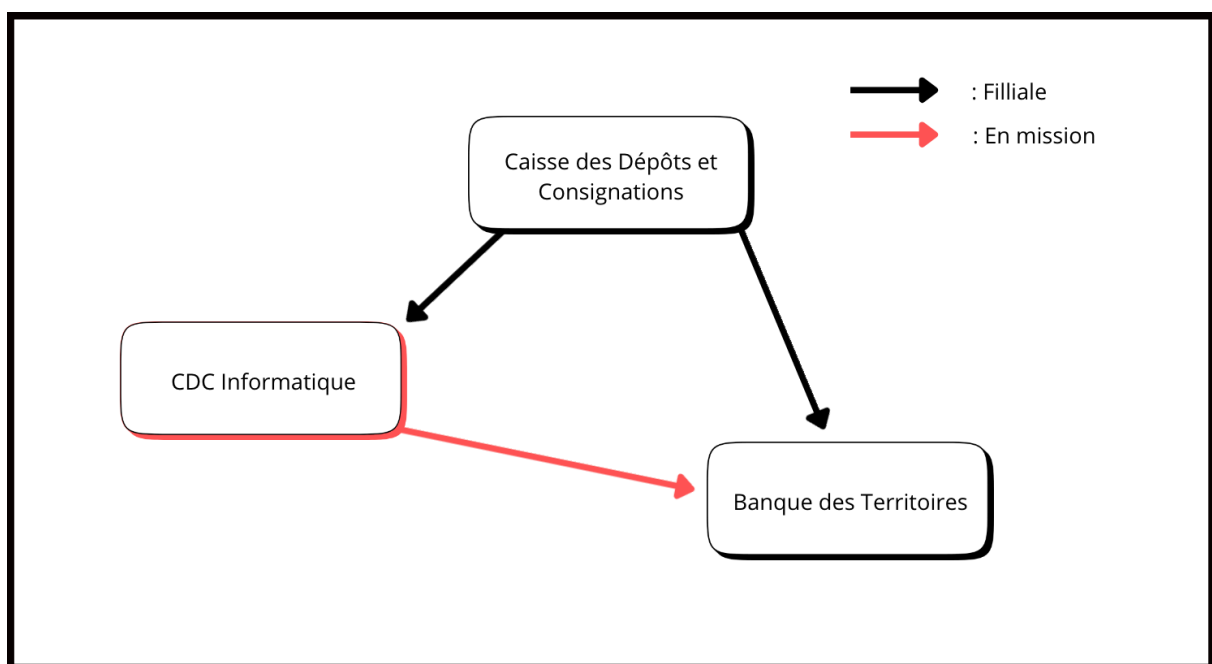 : Filliale
: En mission
Caisse des Dépôts et
Consignations
CDC Informatique
Banque des Territoires